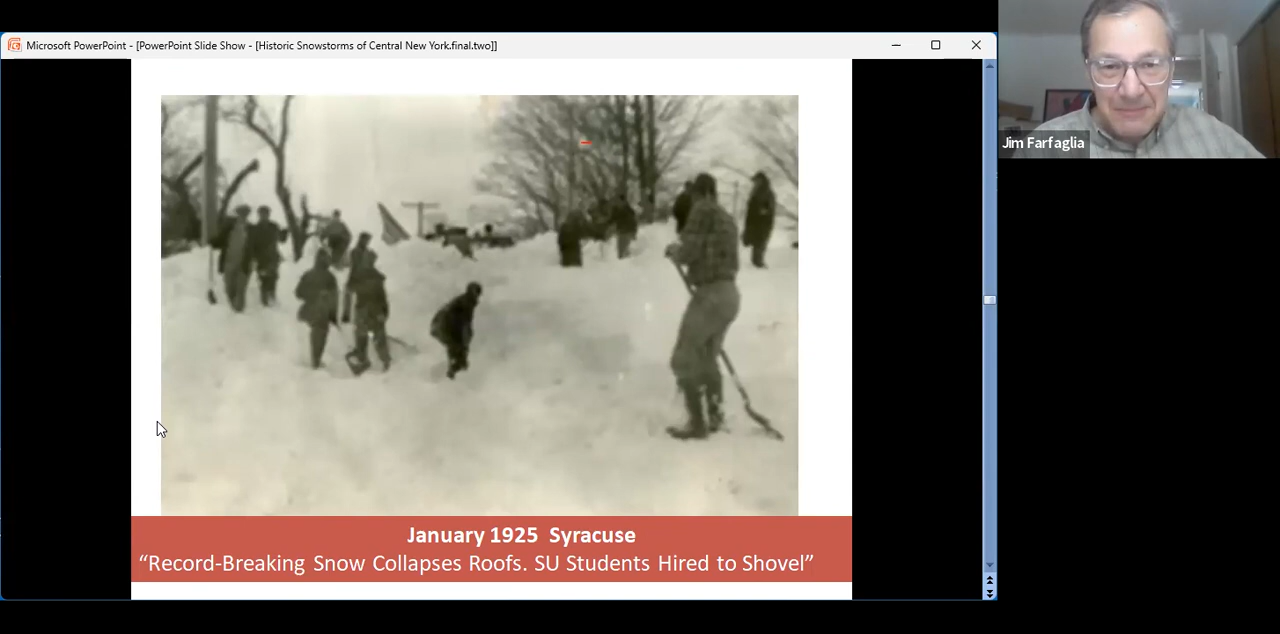 Microsoft PowerPoint - [PowerPoint Slide Show - [Historic Snowstorms of Central New York.final.two]]
Jim Farfaglia
January 1925 Syracuse
“Record-Breaking Snow Collapses Roofs. SU Students Hired to Shovel”